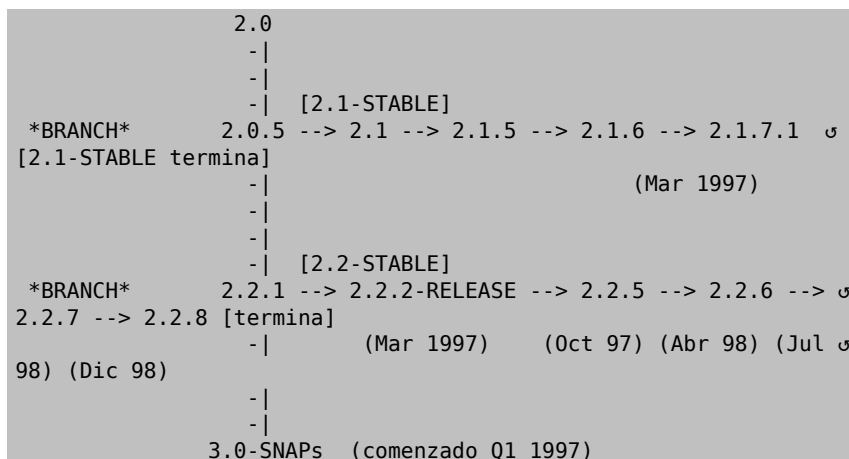 2.0
-|
-|
-| [2.1-STABLE]
*BRANCH* 2.0.5 --> 2.1 --> 2.1.5 --> 2.1.6 --> 2.1.7.1 ↺
[2.1-STABLE termina]
-| (Mar 1997)
-|
-|
-| [2.2-STABLE]
*BRANCH* 2.2.1 --> 2.2.2-RELEASE --> 2.2.5 --> 2.2.6 --> ↺
2.2.7 --> 2.2.8 [termina]
-| (Mar 1997) (Oct 97) (Abr 98) (Jul ↺
98) (Dic 98)
-|
-|
3.0-SNAPs (comenzado Q1 1997)